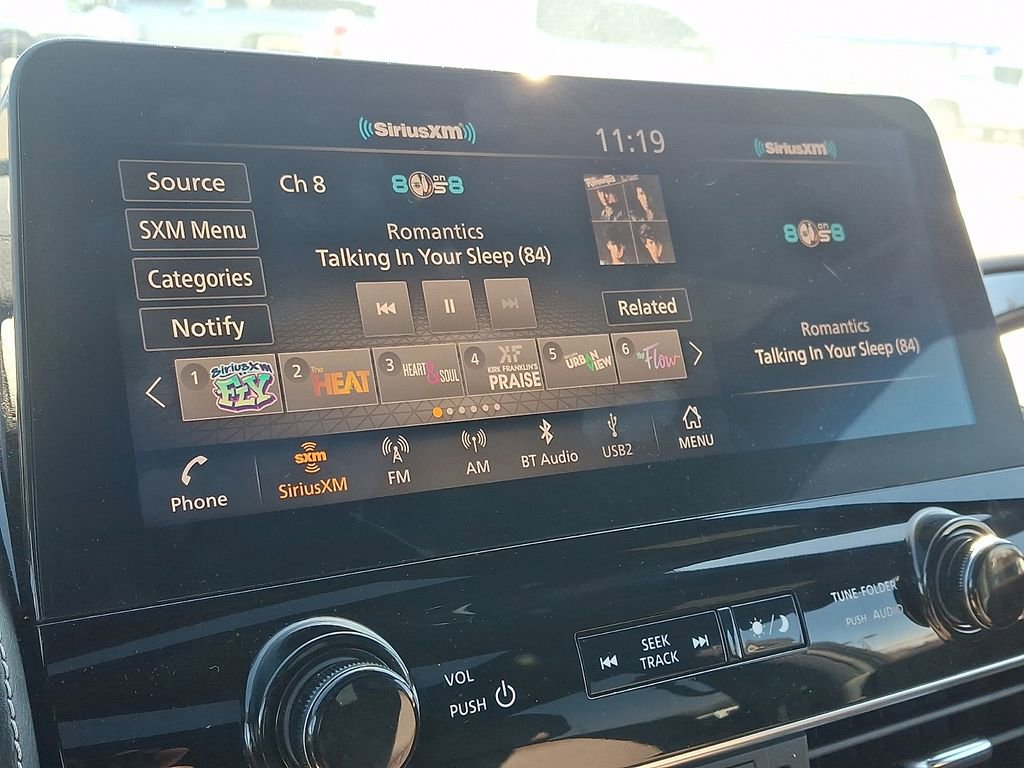 SiriusXM
11:19
SiriusXM
Source
Ch 8
8 on 8
80s on 8
SXM Menu
Romantics
Talking In Your Sleep (84)
Categories
Notify
Related
Romantics
Talking In Your Sleep (84)
1 SiriusXM FLY
2 The HEAT
3 HEART & SOUL
4 KF KIRK FRANKLIN'S PRAISE
5 URBAN VIEW
6 The Flow
Phone
sxm
SiriusXM
FM
AM
BT Audio
USB2
MENU
VOL
PUSH
SEEK
TRACK
TUNE·FOLDER
PUSH AUDIO